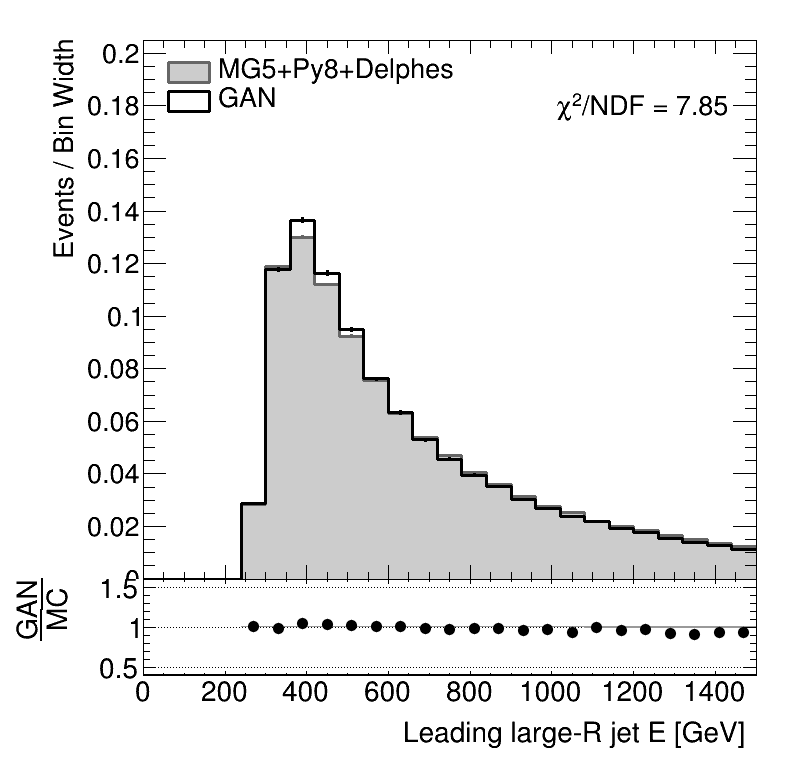 0.2
0.18
0.16
0.14
0.12
0.1
0.08
0.06
0.04
0.02
0
Events / Bin Width
MG5+Py8+Delphes
GAN
χ²/NDF = 7.85
1.5
1
0.5
GAN
MC
0 200 400 600 800 1000 1200 1400
Leading large-R jet E [GeV]